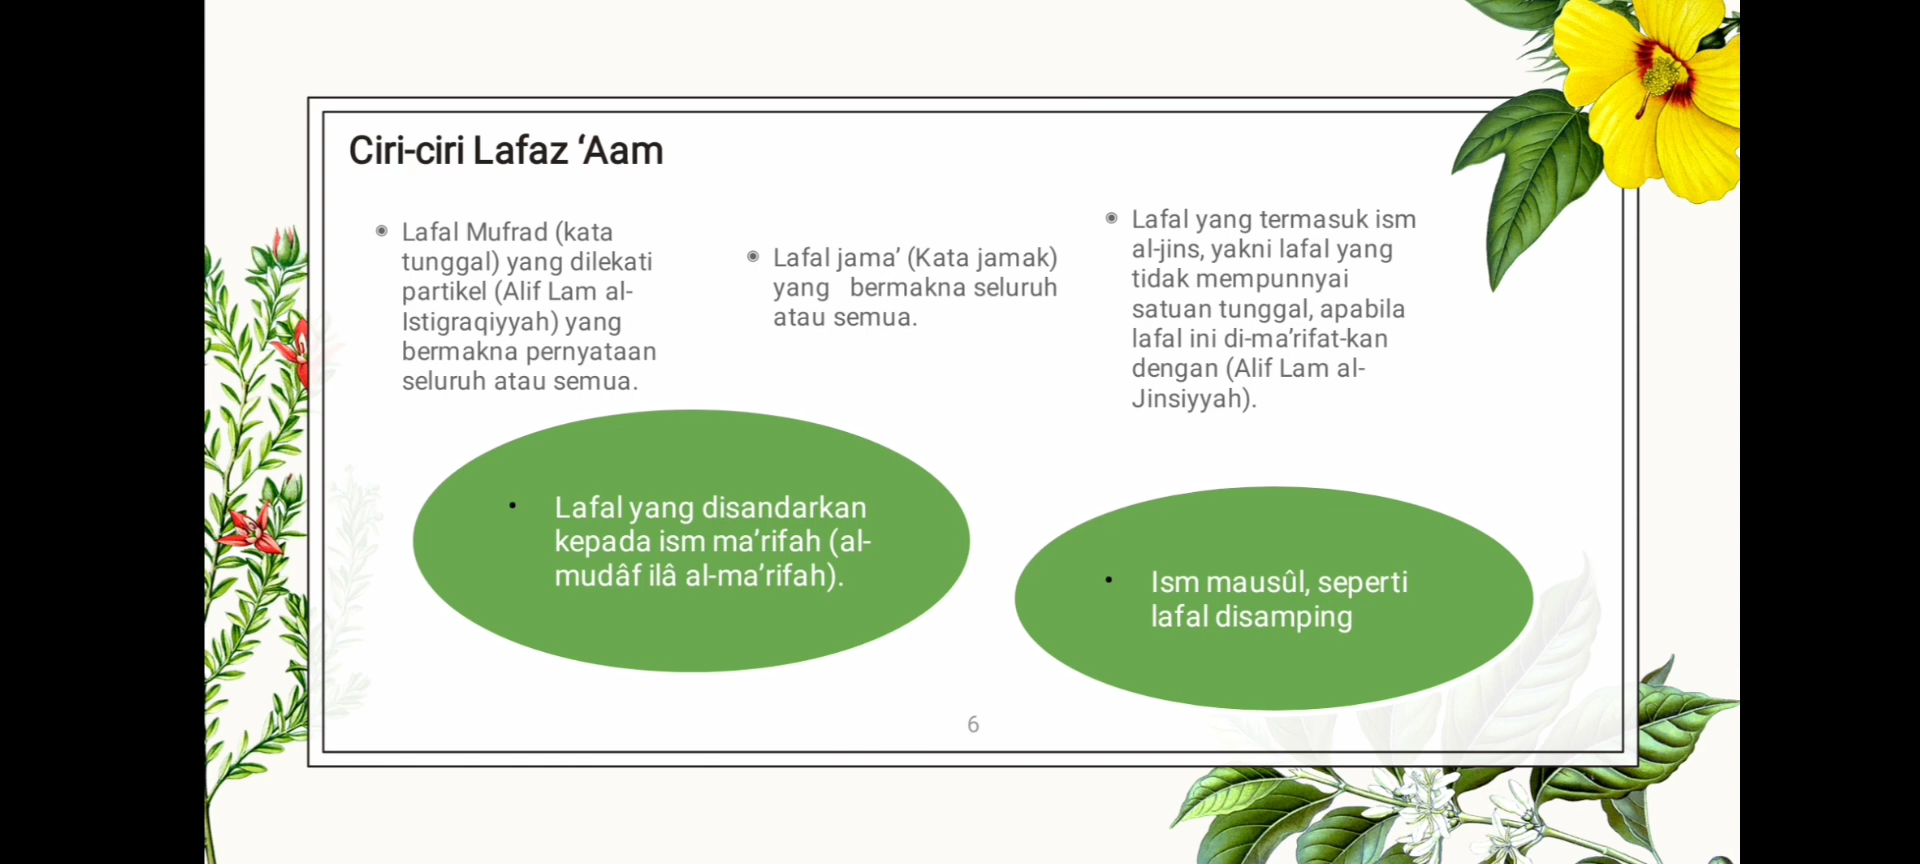 Ciri-ciri Lafaz ‘Aam
Lafal Mufrad (kata
tunggal) yang dilekati
partikel (Alif Lam al-
Istigraqiyyah) yang
bermakna pernyataan
seluruh atau semua.
Lafal jama’ (Kata jamak)
yang bermakna seluruh
atau semua.
Lafal yang termasuk ism
al-jins, yakni lafal yang
tidak mempunnyai
satuan tunggal, apabila
lafal ini di-ma’rifat-kan
dengan (Alif Lam al-
Jinsiyyah).
Lafal yang disandarkan
kepada ism ma’rifah (al-
mudâf ilâ al-ma’rifah).
Ism mausûl, seperti
lafal disamping
6